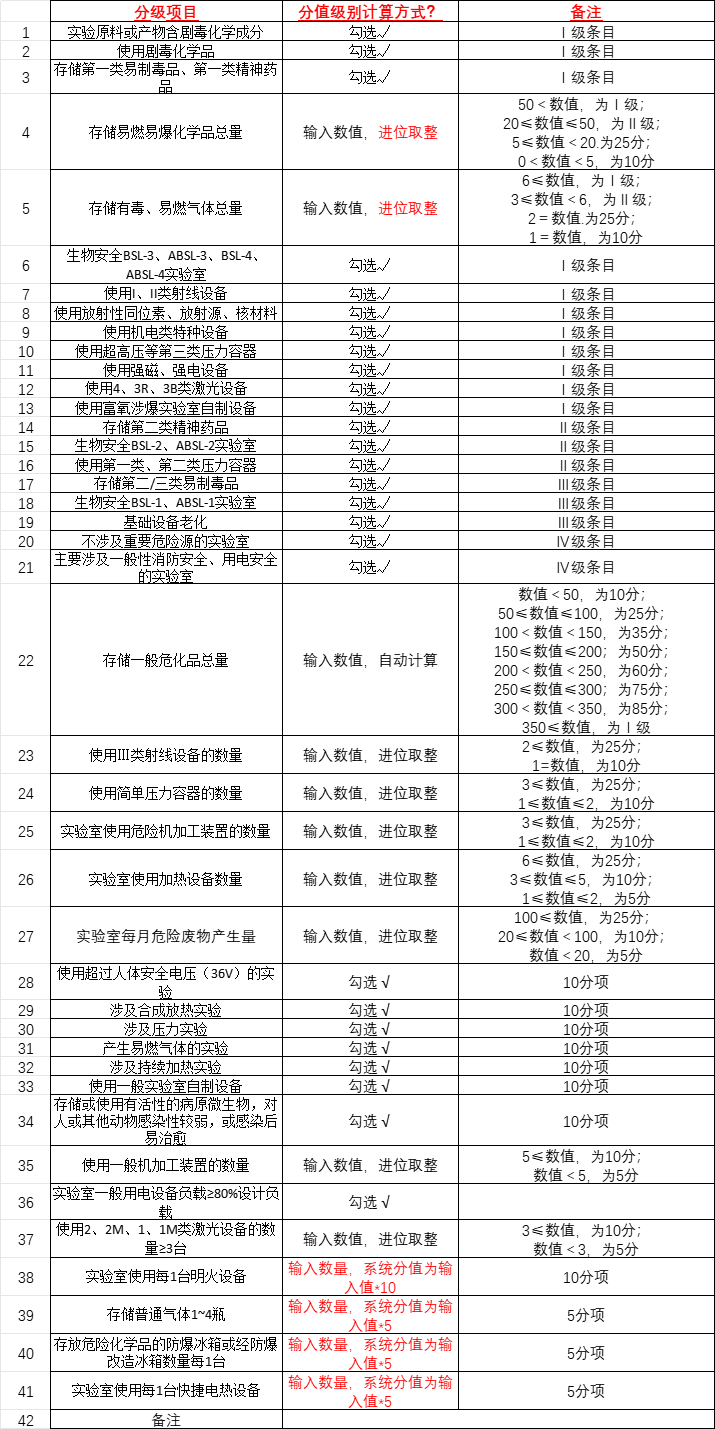 分级项目 分值级别计算方式？ 备注
1 实验原料或产物含剧毒化学成分 勾选√ Ⅰ级条目
2 使用剧毒化学品 勾选√ Ⅰ级条目
3 存储第一类易制毒品、第一类精神药
品 勾选√ Ⅰ级条目
4 存储易燃易爆化学品总量 输入数值，进位取整 50＜数值，为Ⅰ级；
20≤数值≤50，为Ⅱ级；
5≤数值＜20.为25分；
0＜数值＜5，为10分
5 存储有毒、易燃气体总量 输入数值，进位取整 6≤数值，为Ⅰ级；
3≤数值＜6，为Ⅱ级；
2＝数值.为25分；
1＝数值，为10分
6 生物安全BSL-3、ABSL-3、BSL-4、
ABSL-4实验室 勾选√ Ⅰ级条目
7 使用I、II类射线设备 勾选√ Ⅰ级条目
8 使用放射性同位素、放射源、核材料 勾选√ Ⅰ级条目
9 使用机电类特种设备 勾选√ Ⅰ级条目
10 使用超高压等第三类压力容器 勾选√ Ⅰ级条目
11 使用强磁、强电设备 勾选√ Ⅰ级条目
12 使用4、3R、3B类激光设备 勾选√ Ⅰ级条目
13 使用富氧涉爆实验室自制设备 勾选√ Ⅰ级条目
14 存储第二类精神药品 勾选√ Ⅱ级条目
15 生物安全BSL-2、ABSL-2实验室 勾选√ Ⅱ级条目
16 使用第一类、第二类压力容器 勾选√ Ⅱ级条目
17 存储第二/三类易制毒品 勾选√ Ⅲ级条目
18 生物安全BSL-1、ABSL-1实验室 勾选√ Ⅲ级条目
19 基础设备老化 勾选√ Ⅲ级条目
20 不涉及重要危险源的实验室 勾选√ Ⅳ级条目
21 主要涉及一般性消防安全、用电安全
的实验室 勾选√ Ⅳ级条目
22 存储一般危化品总量 输入数值，自动计算 数值＜50，为10分；
50≤数值≤100，为25分；
100＜数值＜150，为35分；
150≤数值≤200；为50分；
200＜数值＜250，为60分；
250≤数值≤300；为75分；
300＜数值＜350，为85分；
350≤数值，为Ⅰ级
23 使用Ⅲ类射线设备的数量 输入数值，进位取整 2≤数值，为25分；
1=数值，为10分
24 使用简单压力容器的数量 输入数值，进位取整 3≤数值，为25分；
1≤数值≤2，为10分
25 实验室使用危险机加工装置的数量 输入数值，进位取整 3≤数值，为25分；
1≤数值≤2，为10分
26 实验室使用加热设备数量 输入数值，进位取整 6≤数值，为25分；
3≤数值≤5，为10分；
1≤数值≤2，为5分
27 实验室每月危险废物产生量 输入数值，进位取整 100≤数值，为25分；
20≤数值＜100，为10分；
数值＜20，为5分
28 使用超过人体安全电压（36V）的实
验 勾选 √ 10分项
29 涉及合成放热实验 勾选 √ 10分项
30 涉及压力实验 勾选 √ 10分项
31 产生易燃气体的实验 勾选 √ 10分项
32 涉及持续加热实验 勾选 √ 10分项
33 使用一般实验室自制设备 勾选 √ 10分项
34 存储或使用有活性的病原微生物，对
人或其他动物感染性较弱，或感染后
易治愈 勾选 √ 10分项
35 使用一般机加工装置的数量 输入数值，进位取整 5≤数值，为10分；
数值＜5，为5分
36 实验室一般用电设备负载≥80%设计负
载 勾选 √
37 使用2、2M、1、1M类激光设备的数
量≥3台 输入数值，进位取整 3≤数值，为10分；
数值＜3，为5分
38 实验室使用每1台明火设备 输入数量，系统分值为输
入值*10 10分项
39 存储普通气体1~4瓶 输入数量，系统分值为输
入值*5 5分项
40 存放危险化学品的防爆冰箱或经防爆
改造冰箱数量每1台 输入数量，系统分值为输
入值*5 5分项
41 实验室使用每1台快捷电热设备 输入数量，系统分值为输
入值*5 5分项
42 备注